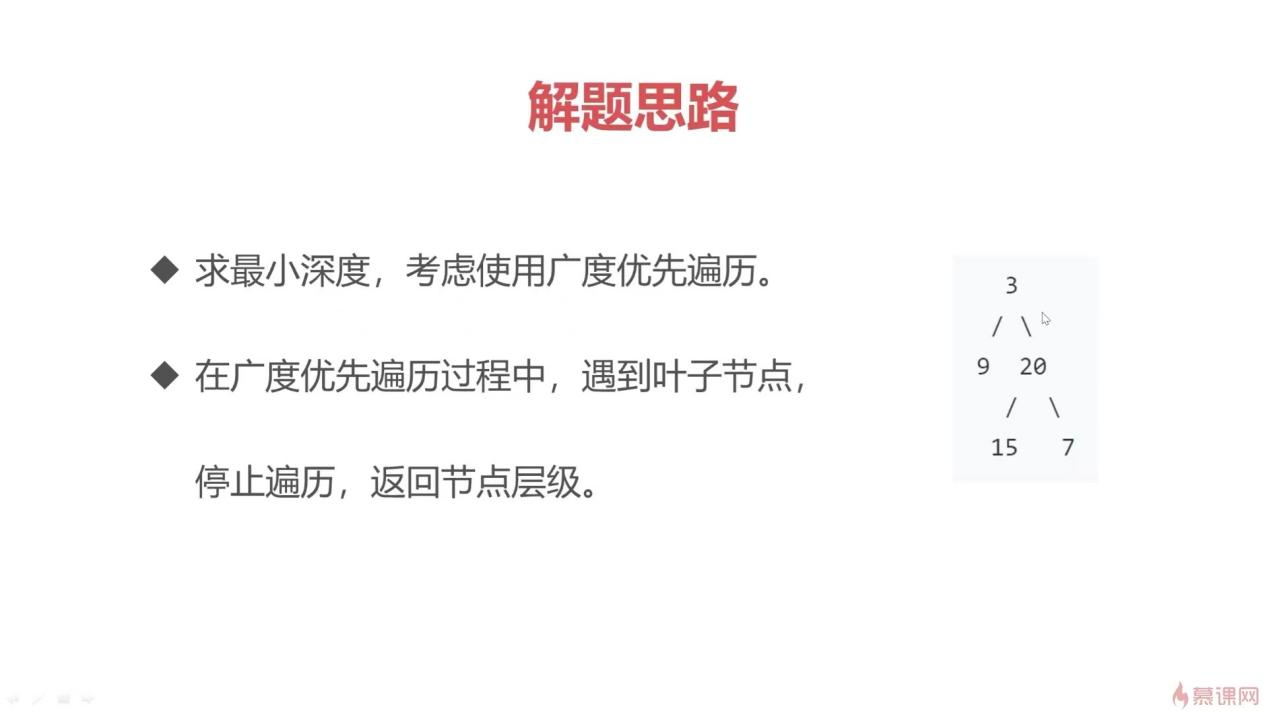 解题思路
◆ 求最小深度，考虑使用广度优先遍历。
◆ 在广度优先遍历过程中，遇到叶子节点，
停止遍历，返回节点层级。
3
/ \
9 20
/ \
15 7
慕课网